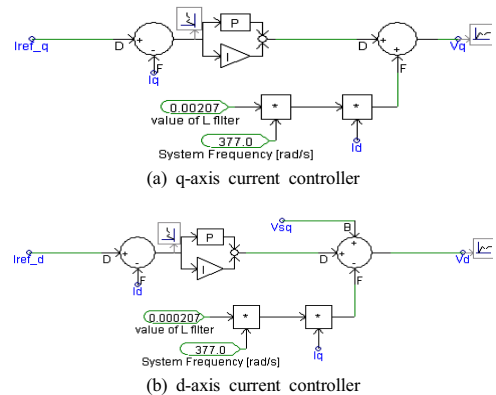 Iref_q
D
+
-
F
Iq
P
I
D
+
+
F
Vq
0.00207
value of L fllter
*
*
377.0
System Frequency [rad/s]
Id
(a) q-axis current controller
Iref_d
D
+
-
F
Id
P
I
Vsq
B
D
+
+
-
F
Vd
0.000207
value of L filter
*
*
377.0
System Frequency [rad/s]
Iq
(b) d-axis current controller